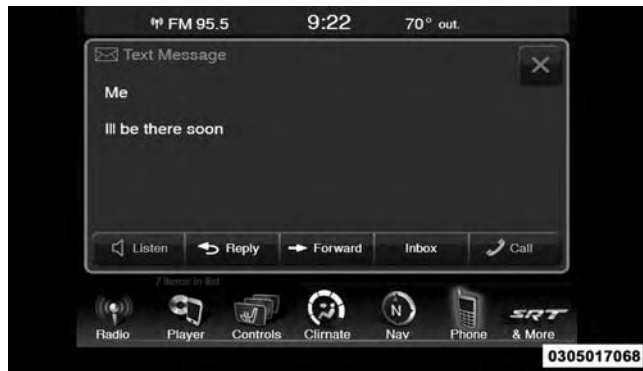 FM 95.5 9:22 70° out.
Text Message
Me
Ill be there soon
Listen Reply Forward Inbox Call
7 Items in list
N
Radio Player Controls Climate Nav Phone SRT & More
0305017068